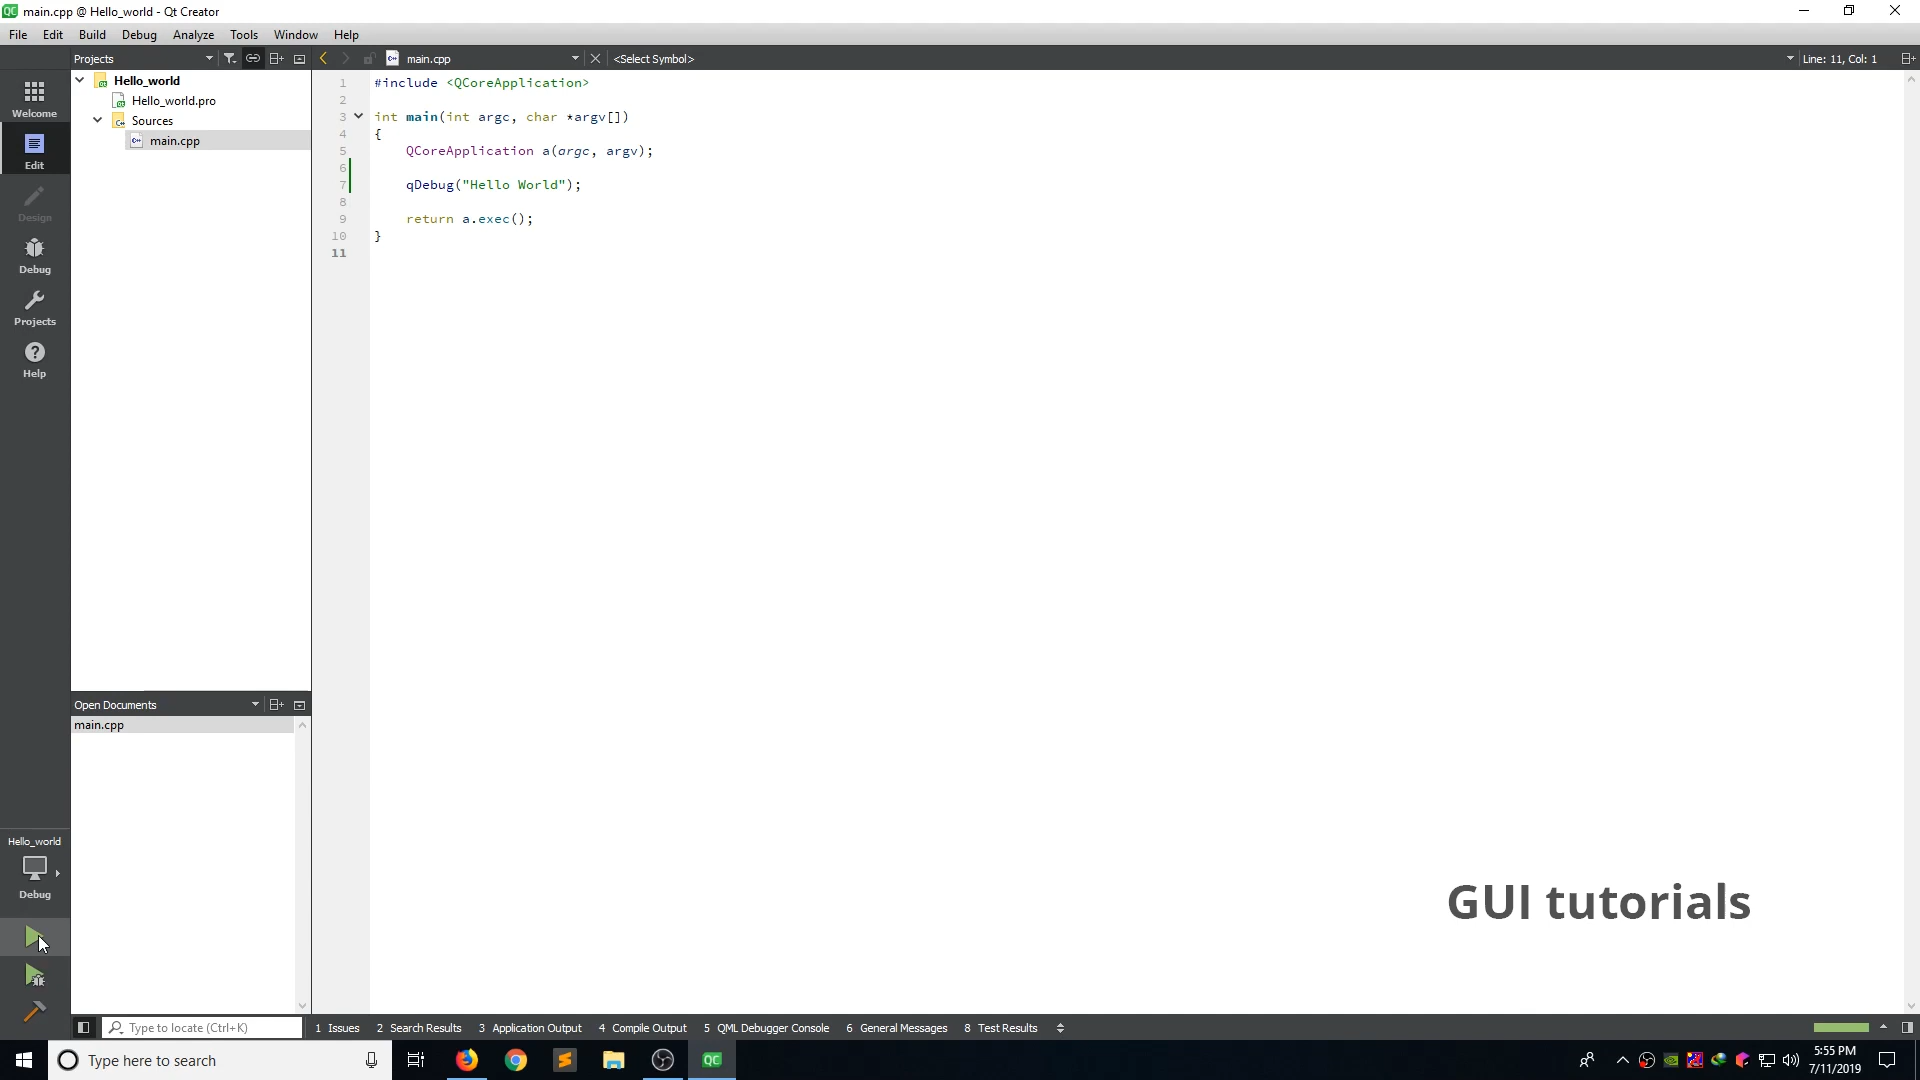 main.cpp @ Hello_world - Qt Creator
File Edit Build Debug Analyze Tools Window Help
Projects
main.cpp
<Select Symbol>
Line: 11, Col: 1
Welcome
Edit
Design
Debug
Projects
Help
Hello_world
Hello_world.pro
Sources
main.cpp
1 #include <QCoreApplication>
2
3 int main(int argc, char *argv[])
4 {
5 QCoreApplication a(argc, argv);
6
7 qDebug("Hello World");
8
9 return a.exec();
10 }
11
Open Documents
main.cpp
Hello_world
Debug
GUI tutorials
Type to locate (Ctrl+K)
1 Issues 2 Search Results 3 Application Output 4 Compile Output 5 QML Debugger Console 6 General Messages 8 Test Results
Type here to search
5:55 PM
7/11/2019